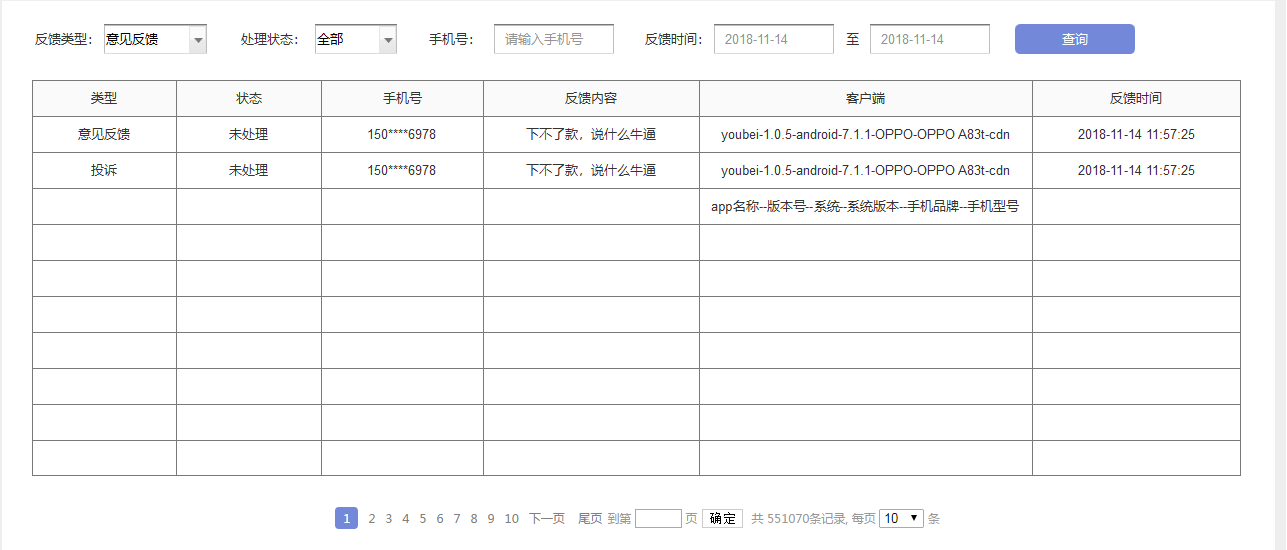 反馈类型： 意见反馈 处理状态： 全部 手机号： 请输入手机号 反馈时间： 2018-11-14 至 2018-11-14 查询
类型 状态 手机号 反馈内容 客户端 反馈时间
意见反馈 未处理 150****6978 下不了款，说什么牛逼 youbei-1.0.5-android-7.1.1-OPPO-OPPO A83t-cdn 2018-11-14 11:57:25
投诉 未处理 150****6978 下不了款，说什么牛逼 youbei-1.0.5-android-7.1.1-OPPO-OPPO A83t-cdn 2018-11-14 11:57:25
app名称--版本号--系统--系统版本--手机品牌--手机型号
1 2 3 4 5 6 7 8 9 10 下一页 尾页 到第 页 确定 共 551070条记录, 每页 10 条